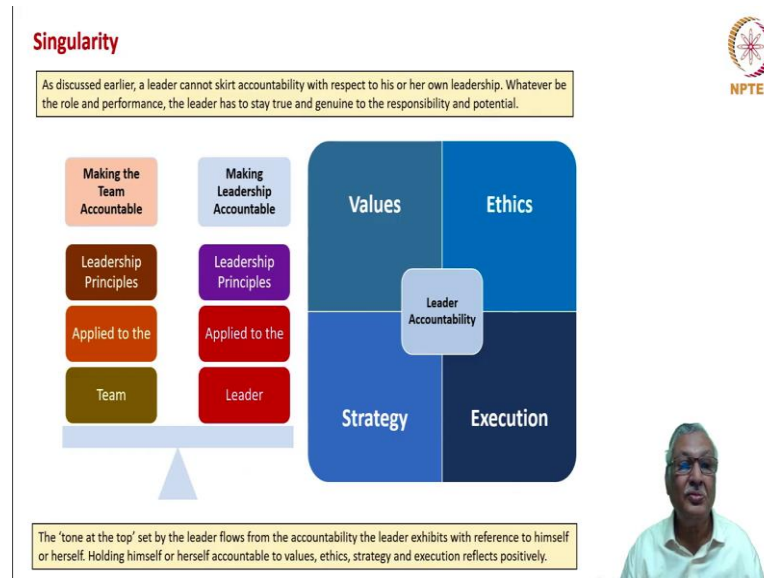 Singularity
As discussed earlier, a leader cannot skirt accountability with respect to his or her own leadership. Whatever be
the role and performance, the leader has to stay true and genuine to the responsibility and potential.
NPTE
Making the
Team
Accountable
Making
Leadership
Accountable
Leadership
Principles
Leadership
Principles
Applied to the
Applied to the
Team
Leader
Values
Ethics
Leader
Accountability
Strategy
Execution
The 'tone at the top' set by the leader flows from the accountability the leader exhibits with reference to himself
or herself. Holding himself or herself accountable to values, ethics, strategy and execution reflects positively.